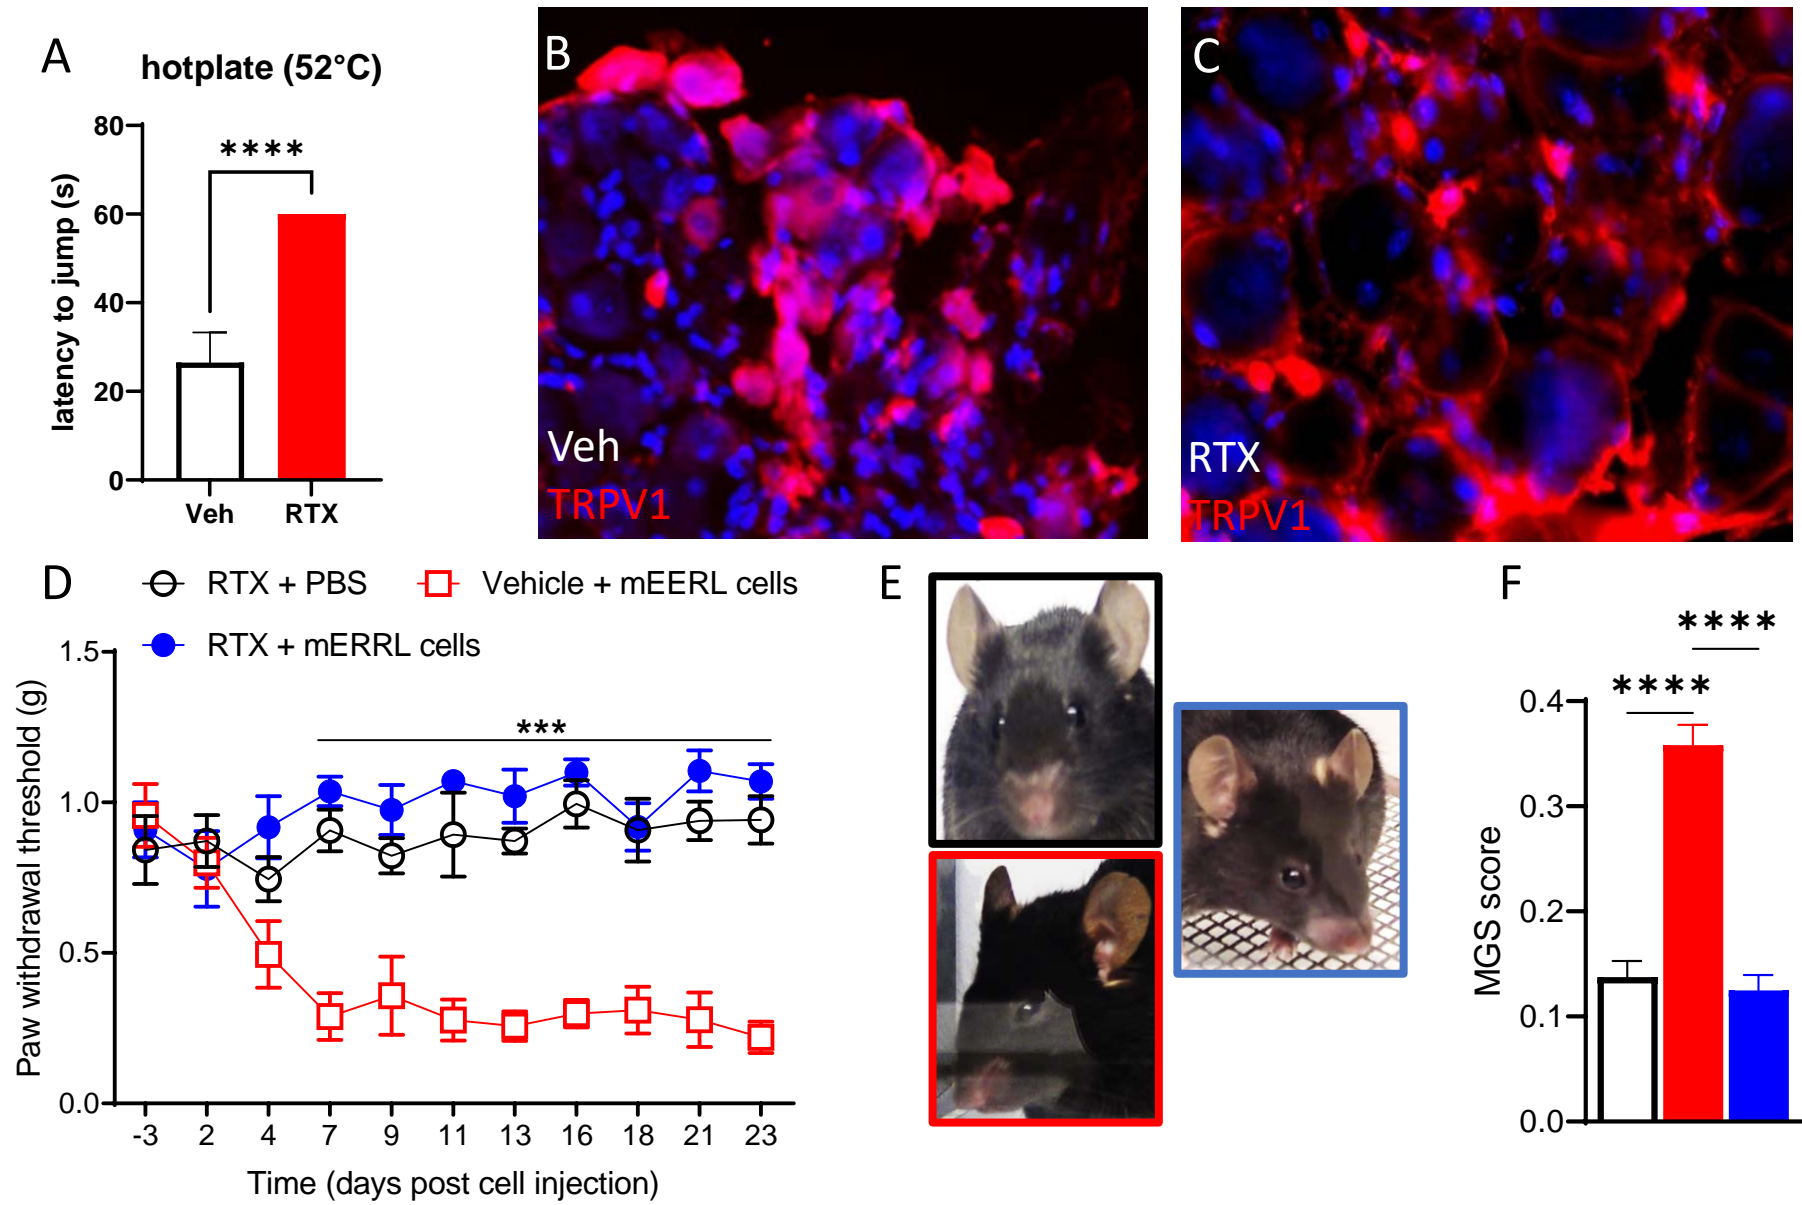 A
hotplate (52°C)
80
60
40
20
0
latency to jump (s)
****
Veh
RTX
B
Veh
TRPV1
C
RTX
TRPV1
D
RTX + PBS
Vehicle + mEERL cells
RTX + mERRL cells
1.5
1.0
0.5
0.0
Paw withdrawal threshold (g)
***
-3 2 4 7 9 11 13 16 18 21 23
Time (days post cell injection)
E
F
****
****
0.4
0.3
0.2
0.1
0.0
MGS score